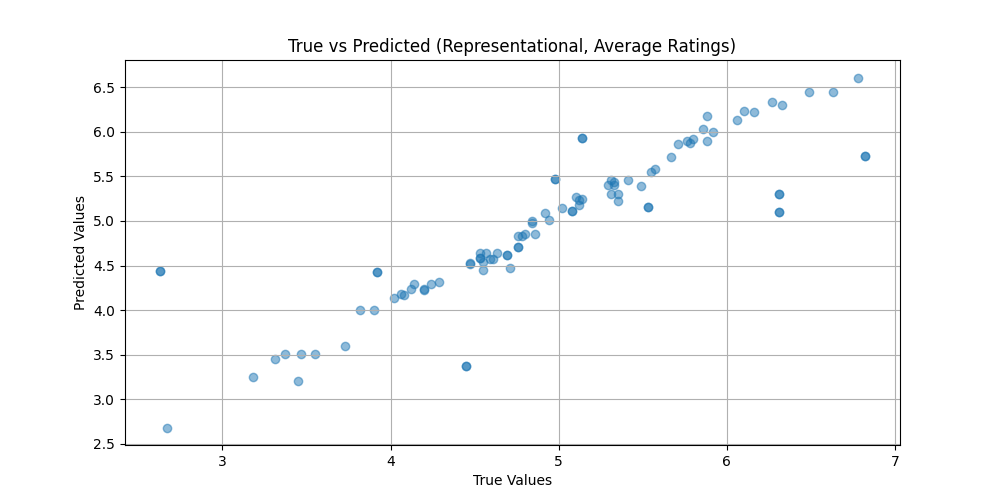 True vs Predicted (Representational, Average Ratings)
Predicted Values
6.5
6.0
5.5
5.0
4.5
4.0
3.5
3.0
2.5
3 4 5 6 7
True Values